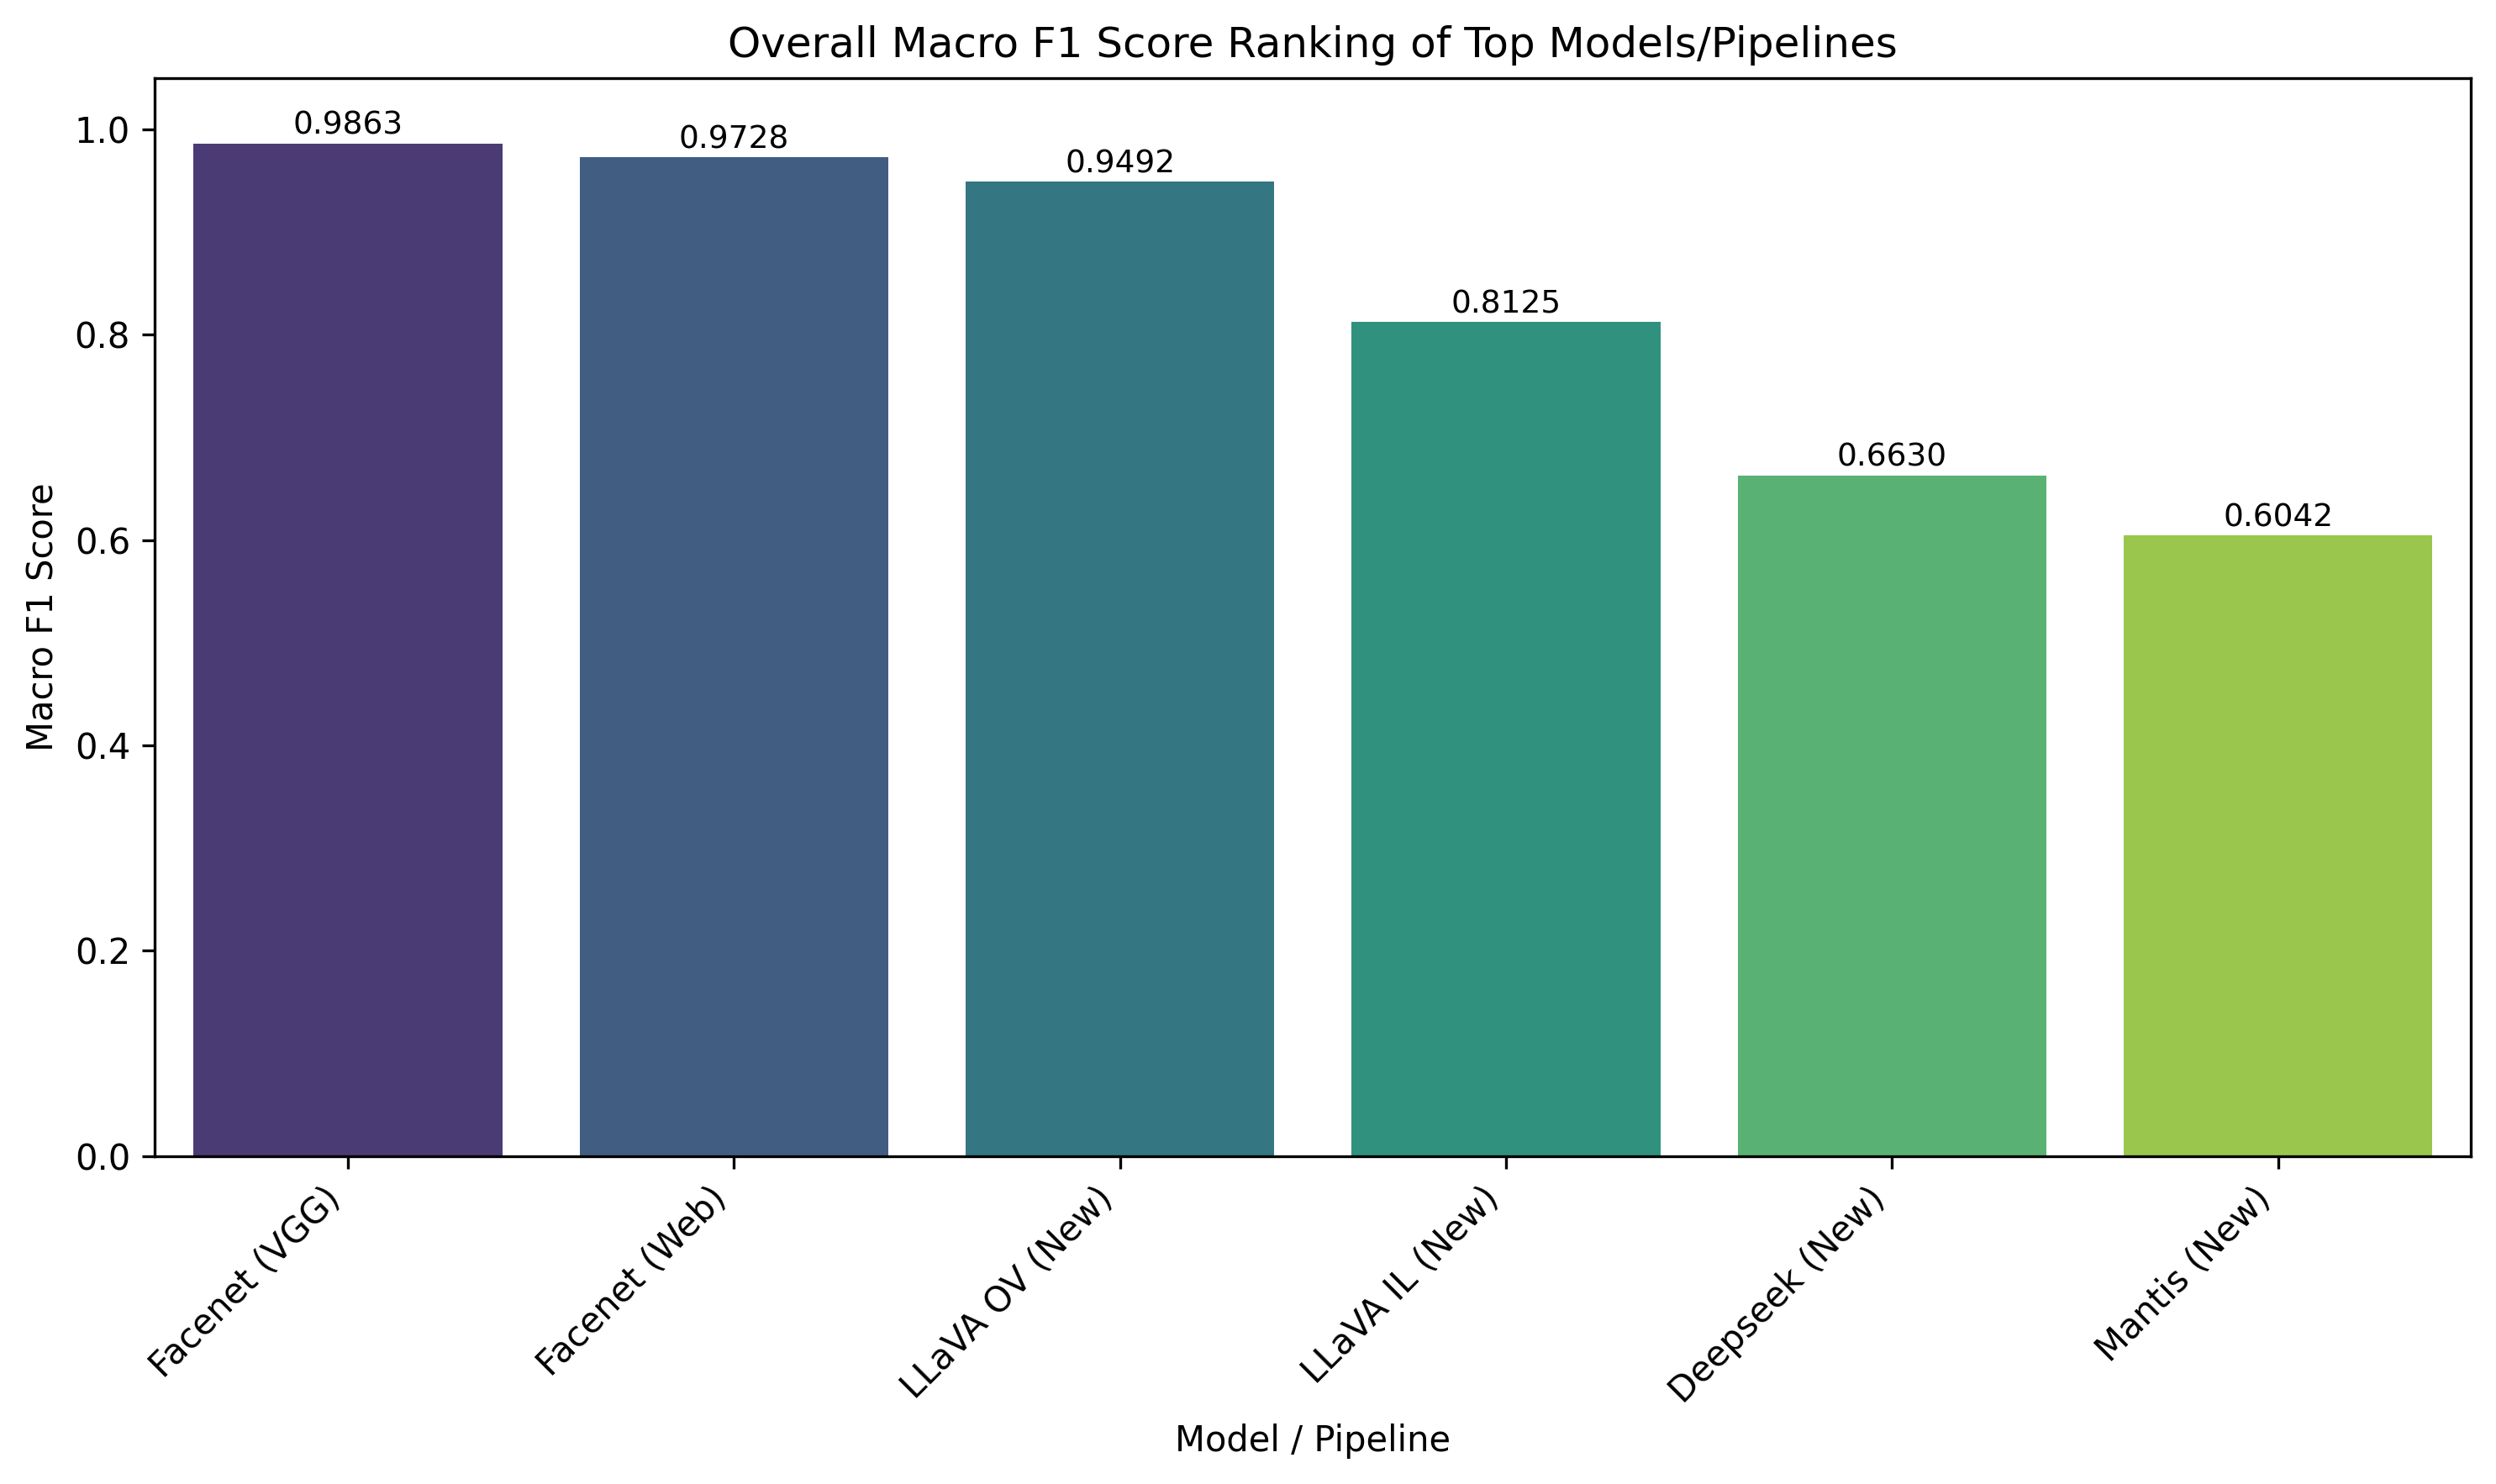 Overall Macro F1 Score Ranking of Top Models/Pipelines
Macro F1 Score
1.0
0.8
0.6
0.4
0.2
0.0
0.9863
0.9728
0.9492
0.8125
0.6630
0.6042
Facenet (VGG)
Facenet (Web)
LLaVA OV (New)
LLaVA IL (New)
Deepseek (New)
Mantis (New)
Model / Pipeline